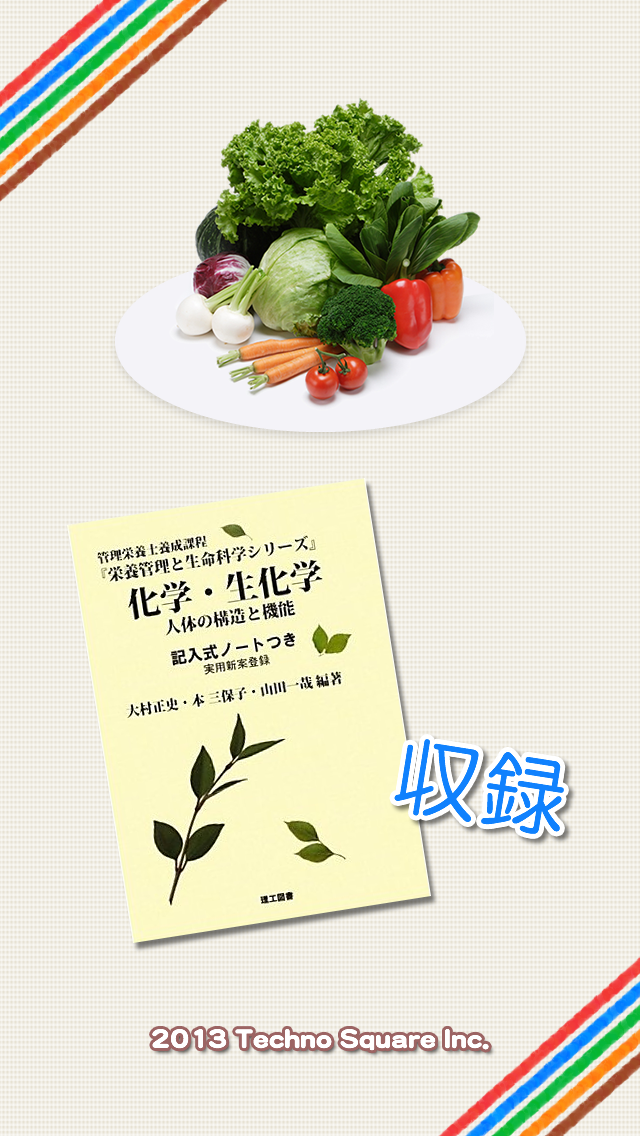 管理栄養士養成課程
『栄養管理と生命科学シリーズ』
化学・生化学
人体の構造と機能
記入式ノートつき
実用新案登録
大村正史・本 三保子・山田一哉 編著
理工図書
収録
2013 Techno Square Inc.